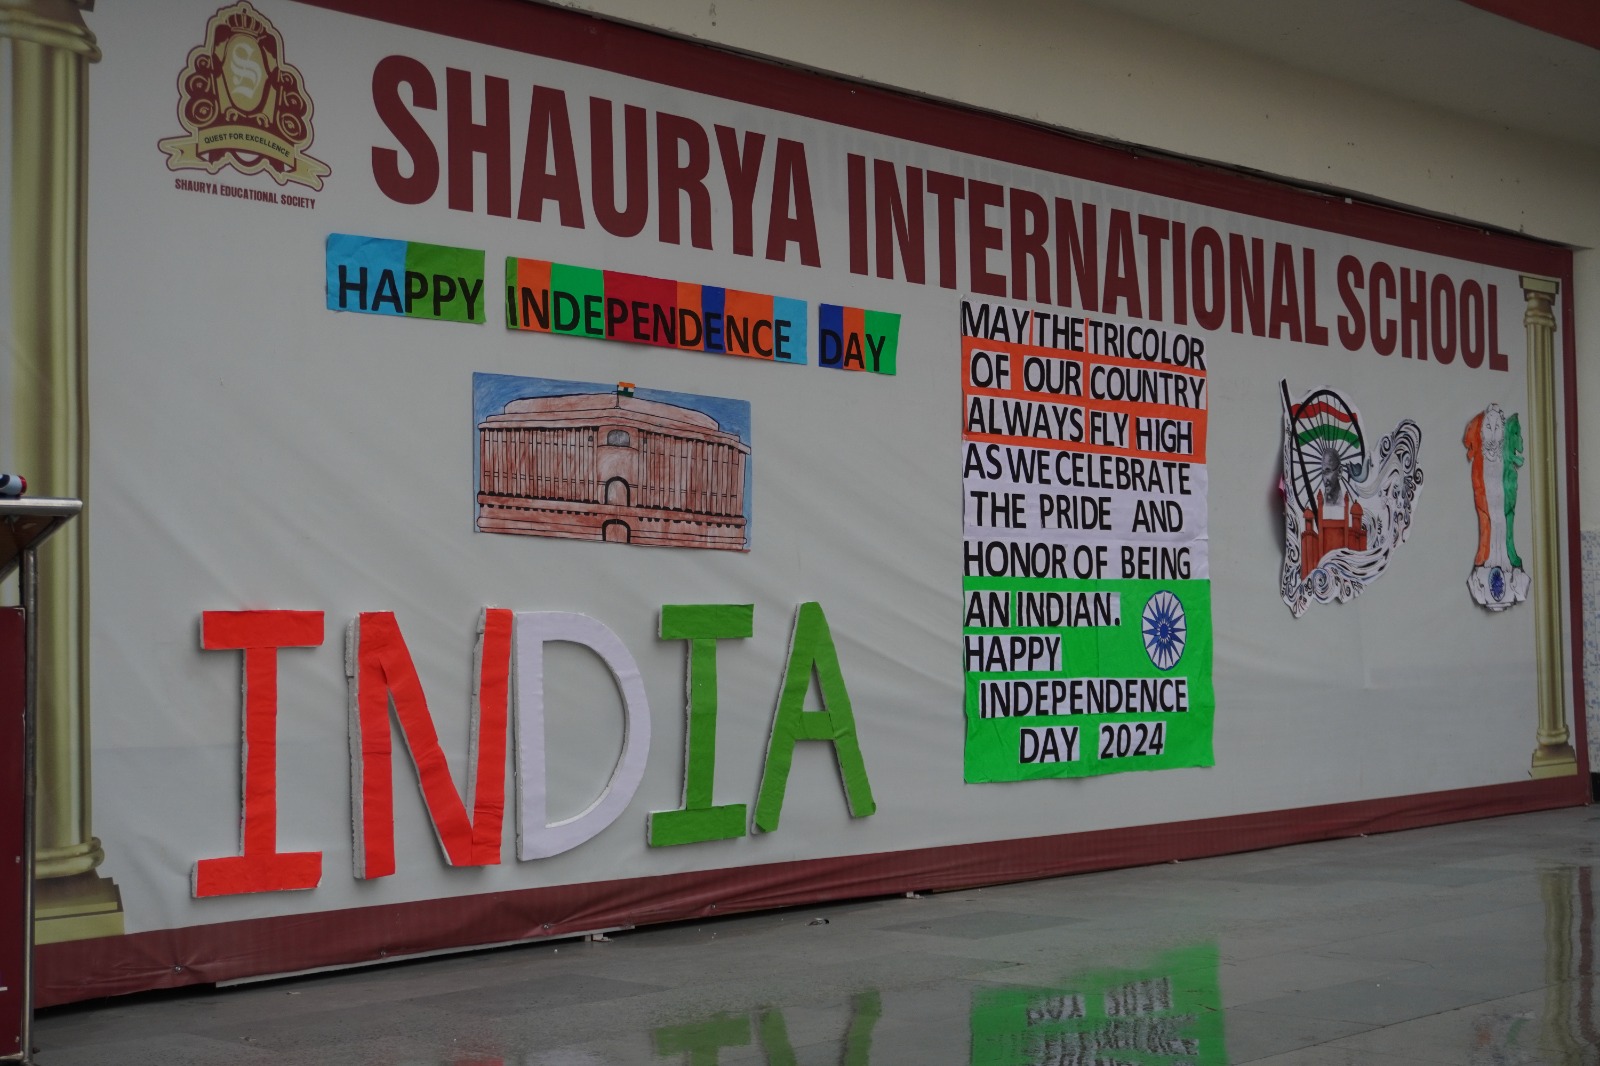 QUEST FOR EXCELLENCE
SHAURYA EDUCATIONAL SOCIETY
SHAURYA INTERNATIONAL SCHOOL
HAPPY INDEPENDENCE DAY
MAY THE TRICOLOR
OF OUR COUNTRY
ALWAYS FLY HIGH
AS WE CELEBRATE
THE PRIDE AND
HONOR OF BEING
AN INDIAN.
HAPPY
INDEPENDENCE
DAY 2024
INDIA